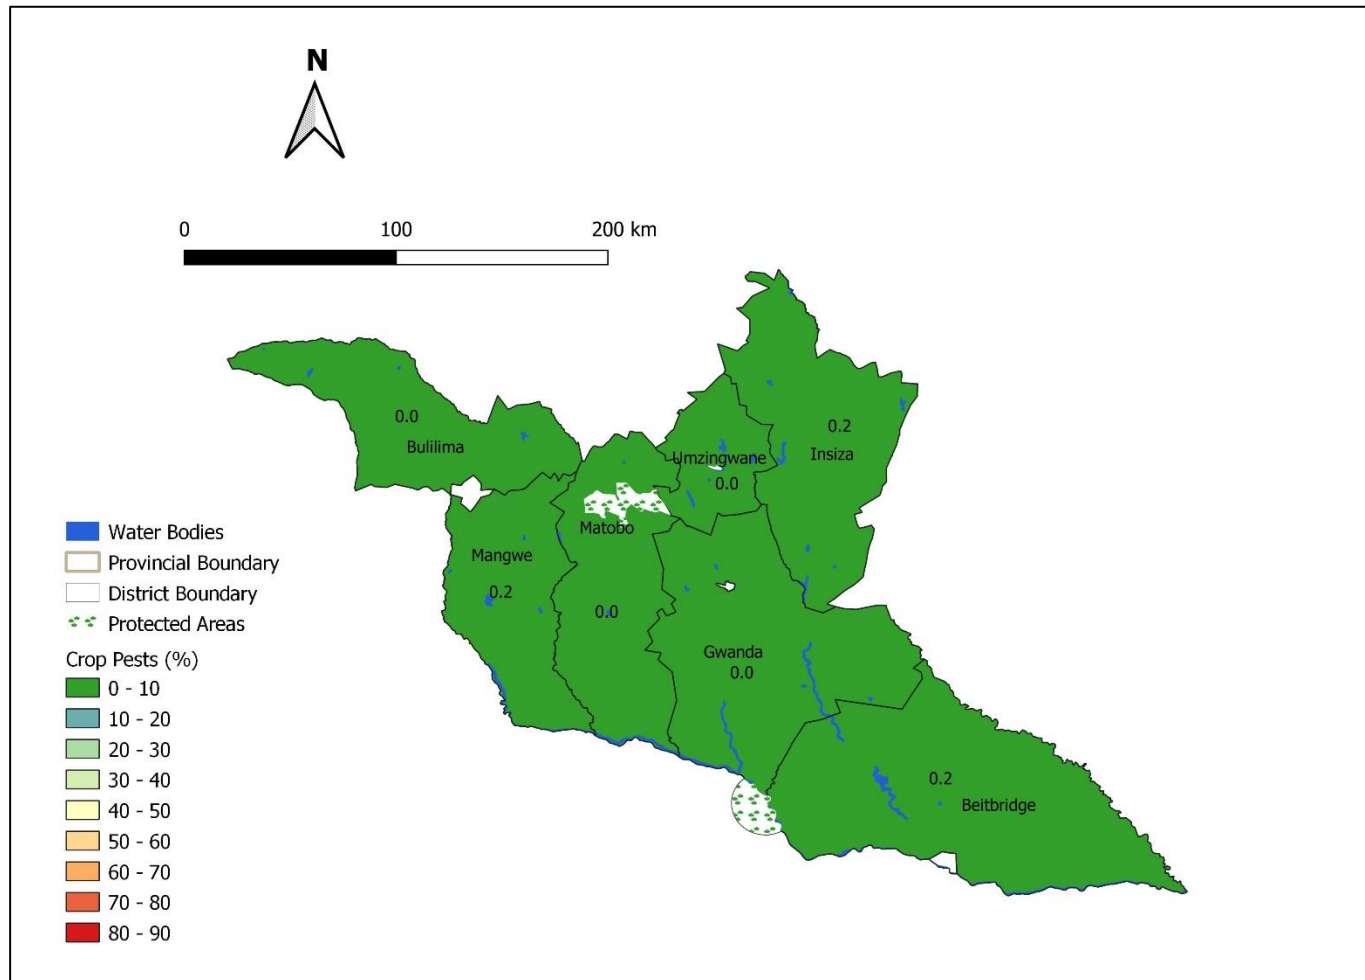 N
0 100 200 km
0.0
Bulilima
0.2
Insiza
Umzingwane
0.0
Matobo
0.0
Mangwe
0.2
Gwanda
0.0
0.2
Beitbridge
Water Bodies
Provincial Boundary
District Boundary
Protected Areas
Crop Pests (%)
0 - 10
10 - 20
20 - 30
30 - 40
40 - 50
50 - 60
60 - 70
70 - 80
80 - 90